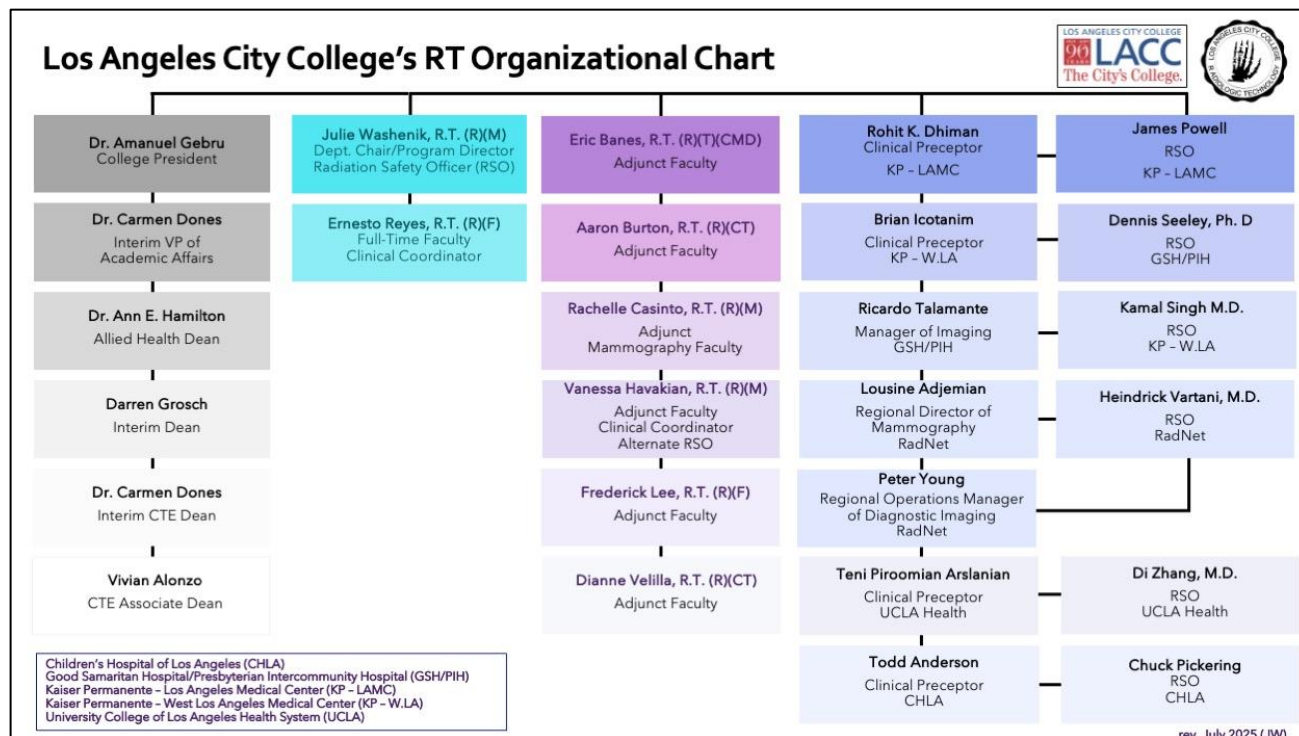 Los Angeles City College's RT Organizational Chart
LOS ANGELES CITY COLLEGE
LACC
The City's College.
LOS ANGELES CITY COLLEGE
RADIOLOGIC TECHNOLOGY
Dr. Amanuel Gebru
College President
Dr. Carmen Dones
Interim VP of
Academic Affairs
Dr. Ann E. Hamilton
Allied Health Dean
Darren Grosch
Interim Dean
Dr. Carmen Dones
Interim CTE Dean
Vivian Alonzo
CTE Associate Dean
Julie Washenik, R.T. (R)(M)
Dept. Chair/Program Director
Radiation Safety Officer (RSO)
Ernesto Reyes, R.T. (R)(F)
Full-Time Faculty
Clinical Coordinator
Eric Banes, R.T. (R)(T)(CMD)
Adjunct Faculty
Aaron Burton, R.T. (R)(CT)
Adjunct Faculty
Rachelle Casinto, R.T. (R)(M)
Adjunct
Mammography Faculty
Vanessa Havakian, R.T. (R)(M)
Adjunct Faculty
Clinical Coordinator
Alternate RSO
Frederick Lee, R.T. (R)(F)
Adjunct Faculty
Dianne Velilla, R.T. (R)(CT)
Adjunct Faculty
Rohit K. Dhiman
Clinical Preceptor
KP – LAMC
Brian Icotanim
Clinical Preceptor
KP – W.LA
Ricardo Talamante
Manager of Imaging
GSH/PIH
Lousine Adjemian
Regional Director of
Mammography
RadNet
Peter Young
Regional Operations Manager
of Diagnostic Imaging
RadNet
Teni Piroomian Arslanian
Clinical Preceptor
UCLA Health
Todd Anderson
Clinical Preceptor
CHLA
James Powell
RSO
KP – LAMC
Dennis Seeley, Ph. D
RSO
GSH/PIH
Kamal Singh M.D.
RSO
KP – W.LA
Heindrick Vartani, M.D.
RSO
RadNet
Di Zhang, M.D.
RSO
UCLA Health
Chuck Pickering
RSO
CHLA
Children's Hospital of Los Angeles (CHLA)
Good Samaritan Hospital/Presbyterian Intercommunity Hospital (GSH/PIH)
Kaiser Permanente – Los Angeles Medical Center (KP – LAMC)
Kaiser Permanente – West Los Angeles Medical Center (KP – W.LA)
University College of Los Angeles Health System (UCLA)
rev. July 2025 (JW)